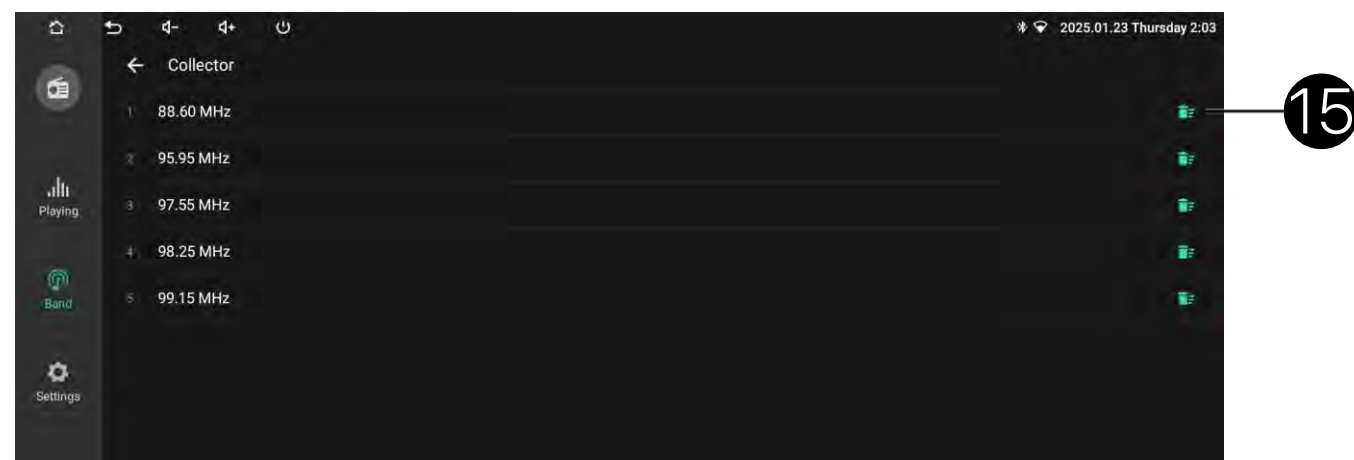 2025.01.23 Thursday 2:03
Collector
1 88.60 MHz
15
2 95.95 MHz
3 97.55 MHz
Playing
4 98.25 MHz
5 99.15 MHz
Band
Settings